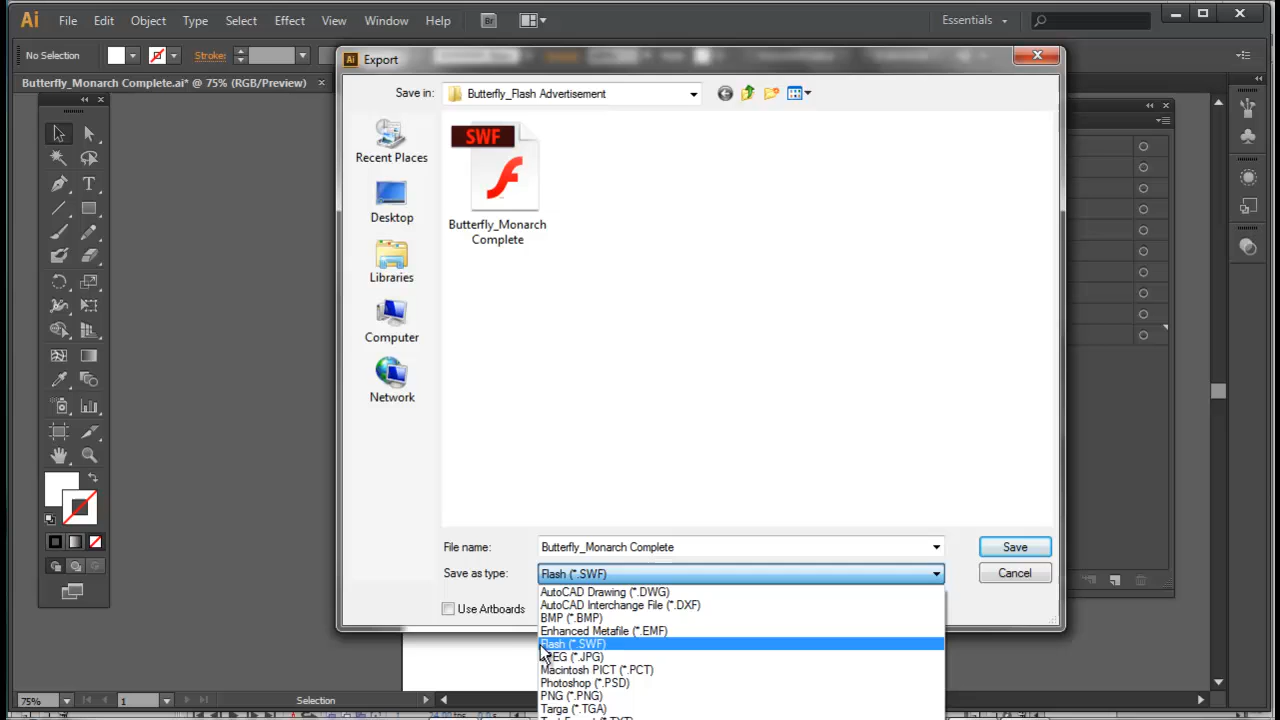 Ai File Edit Object Type Select Effect View Window Help Br Essentials
No Selection Stroke:
Butterfly_Monarch Complete.ai* @ 75% (RGB/Preview)
Ai Export
Save in: Butterfly_Flash Advertisement
Recent Places
Desktop
Libraries
Computer
Network
SWF
Butterfly_Monarch
Complete
File name: Butterfly_Monarch Complete Save
Save as type: Flash (*.SWF) Cancel
Use Artboards
AutoCAD Drawing (*.DWG)
AutoCAD Interchange File (*.DXF)
BMP (*.BMP)
Enhanced Metafile (*.EMF)
Flash (*.SWF)
JPEG (*.JPG)
Macintosh PICT (*.PCT)
Photoshop (*.PSD)
PNG (*.PNG)
Targa (*.TGA)
75% 1 Selection